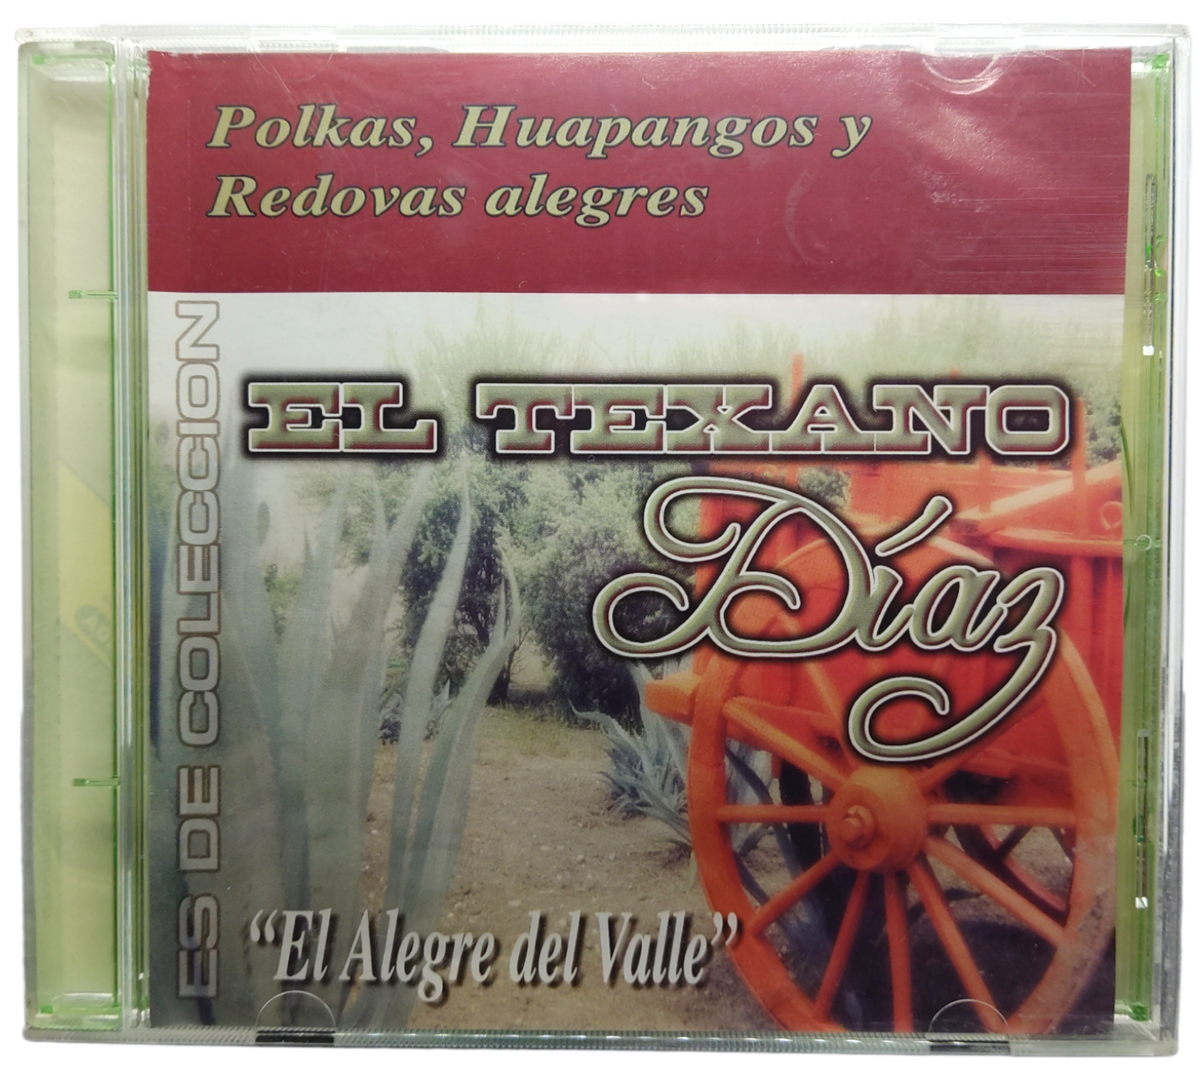 Polkas, Huapangos y
Redovas alegres
ES DE COLECCION
EL TEXANO
Díaz
“El Alegre del Valle”